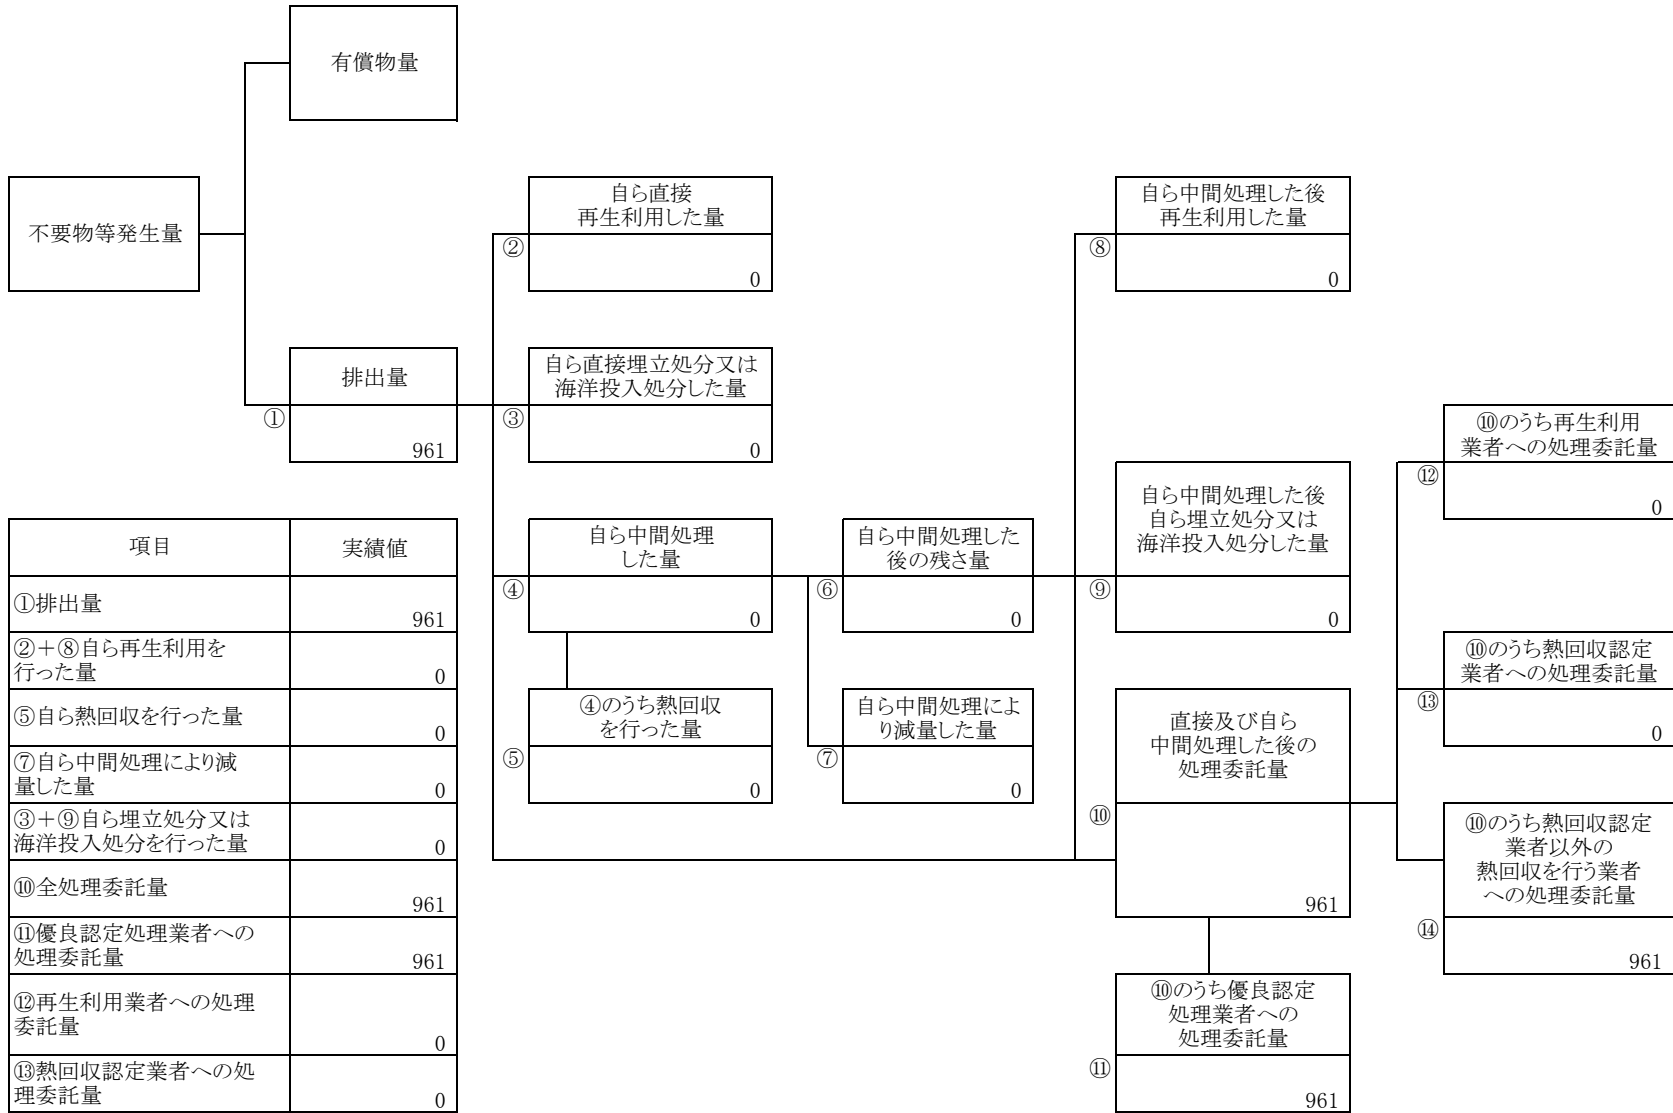 有償物量
不要物等発生量
自ら直接
再生利用した量
②
0
自ら中間処理した後
再生利用した量
⑧
0
排出量
①
961
自ら直接埋立処分又は
海洋投入処分した量
③
0
⑩のうち再生利用
業者への処理委託量
⑫
0
自ら中間処理
した量
④
0
自ら中間処理した
後の残さ量
⑥
0
自ら中間処理した後
自ら埋立処分又は
海洋投入処分した量
⑨
0
⑩のうち熱回収認定
業者への処理委託量
⑬
0
④のうち熱回収
を行った量
⑤
0
自ら中間処理によ
り減量した量
⑦
0
直接及び自ら
中間処理した後の
処理委託量
⑩
961
⑩のうち熱回収認定
業者以外の
熱回収を行う業者
への処理委託量
⑭
961
⑩のうち優良認定
処理業者への
処理委託量
⑪
961
項目
実績値
①排出量
961
②＋⑧自ら再生利用を
行った量
0
⑤自ら熱回収を行った量
0
⑦自ら中間処理により減
量した量
0
③＋⑨自ら埋立処分又は
海洋投入処分を行った量
0
⑩全処理委託量
961
⑪優良認定処理業者への
処理委託量
961
⑫再生利用業者への処理
委託量
0
⑬熱回収認定業者への処
理委託量
0